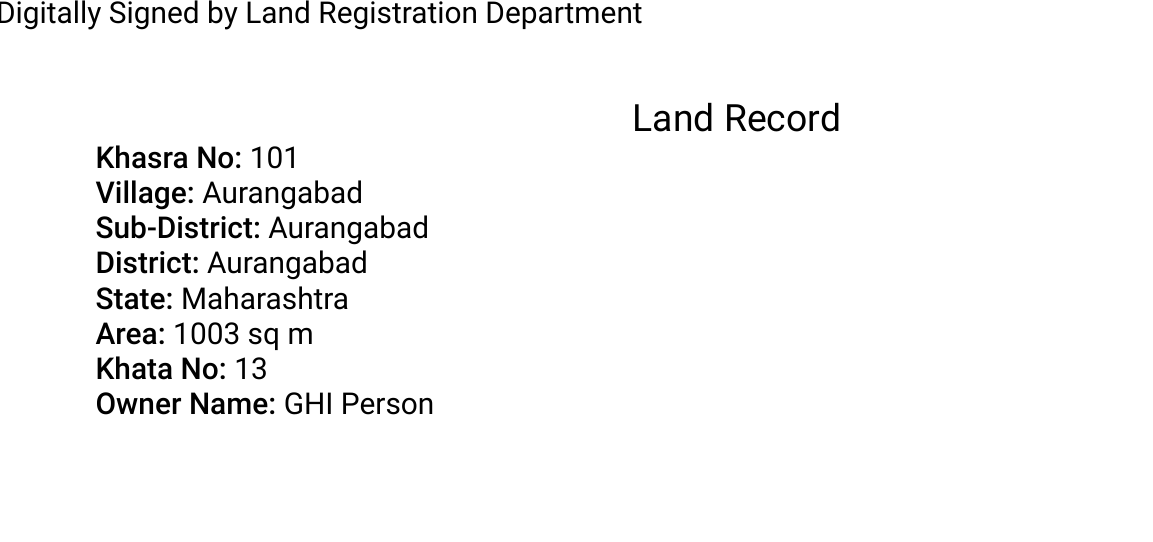 Digitally Signed by Land Registration Department
Land Record
Khasra No: 101
Village: Aurangabad
Sub-District: Aurangabad
District: Aurangabad
State: Maharashtra
Area: 1003 sq m
Khata No: 13
Owner Name: GHI Person